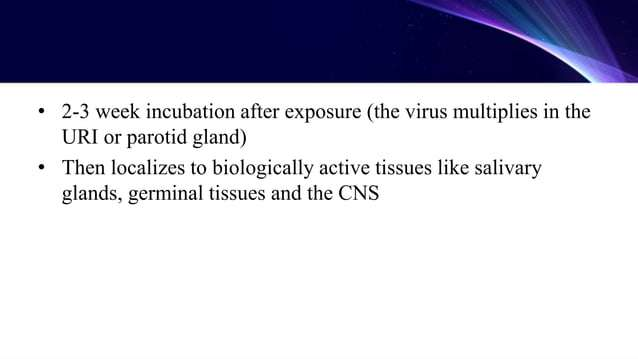 • 2-3 week incubation after exposure (the virus multiplies in the
URI or parotid gland)
• Then localizes to biologically active tissues like salivary
glands, germinal tissues and the CNS